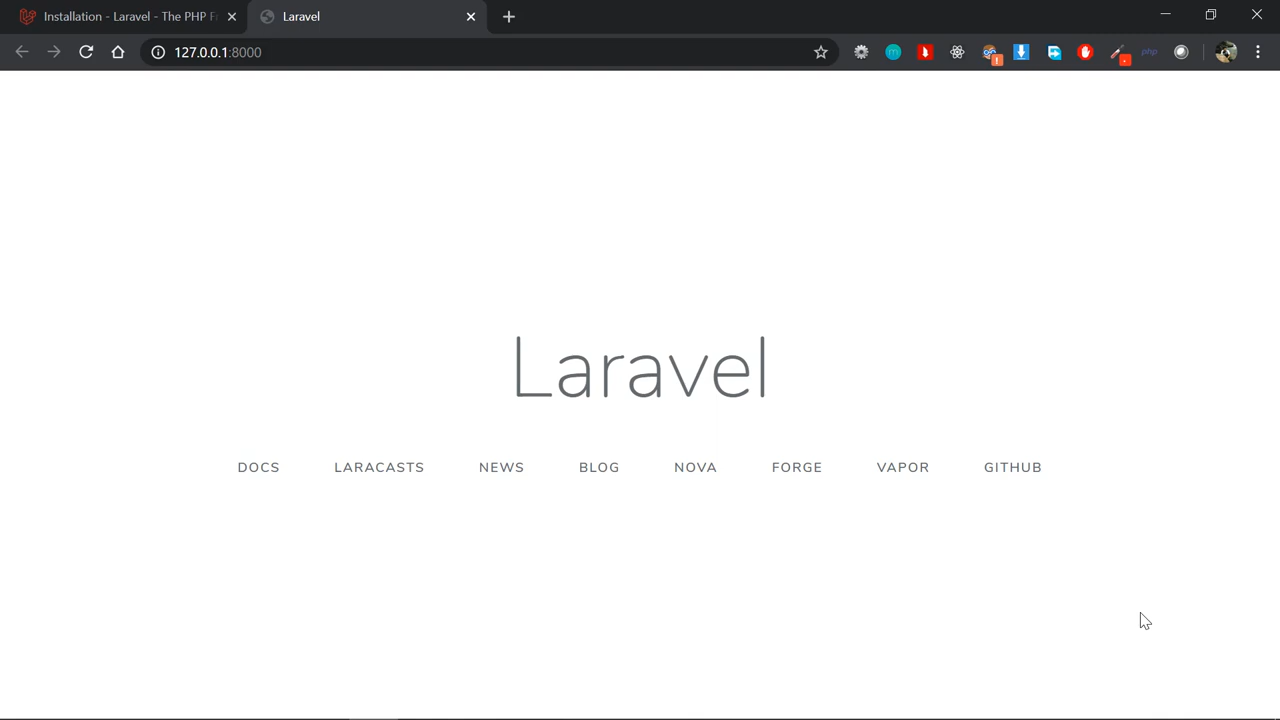 Installation - Laravel - The PHP F
Laravel
127.0.0.1:8000
php
Laravel
DOCS LARACASTS NEWS BLOG NOVA FORGE VAPOR GITHUB